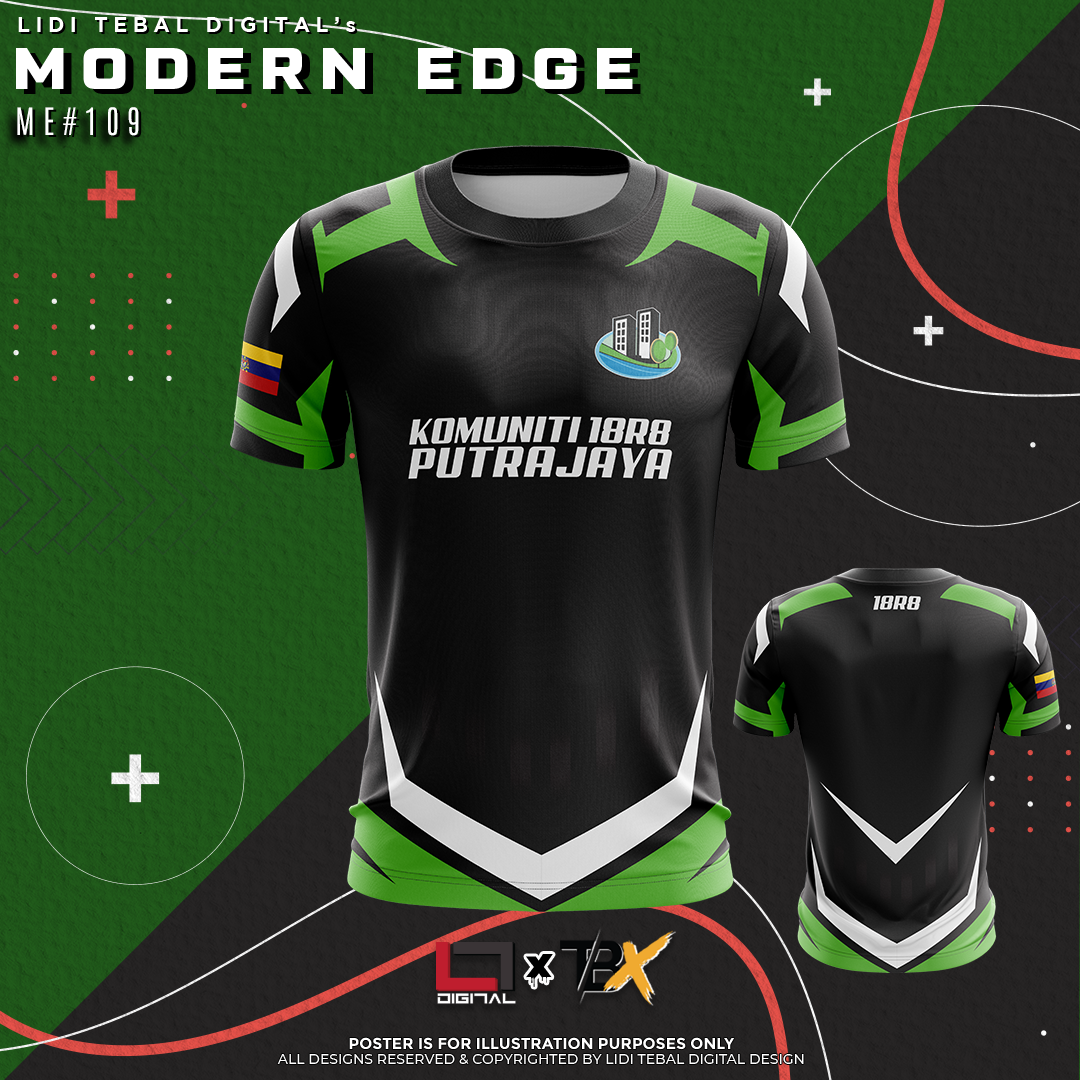 LIDI TEBAL DIGITAL's
MODERN EDGE
ME#109
KOMUNITI 18R8
PUTRAJAYA
18R8
DIGITAL
X
TBX
POSTER IS FOR ILLUSTRATION PURPOSES ONLY
ALL DESIGNS RESERVED & COPYRIGHTED BY LIDI TEBAL DIGITAL DESIGN